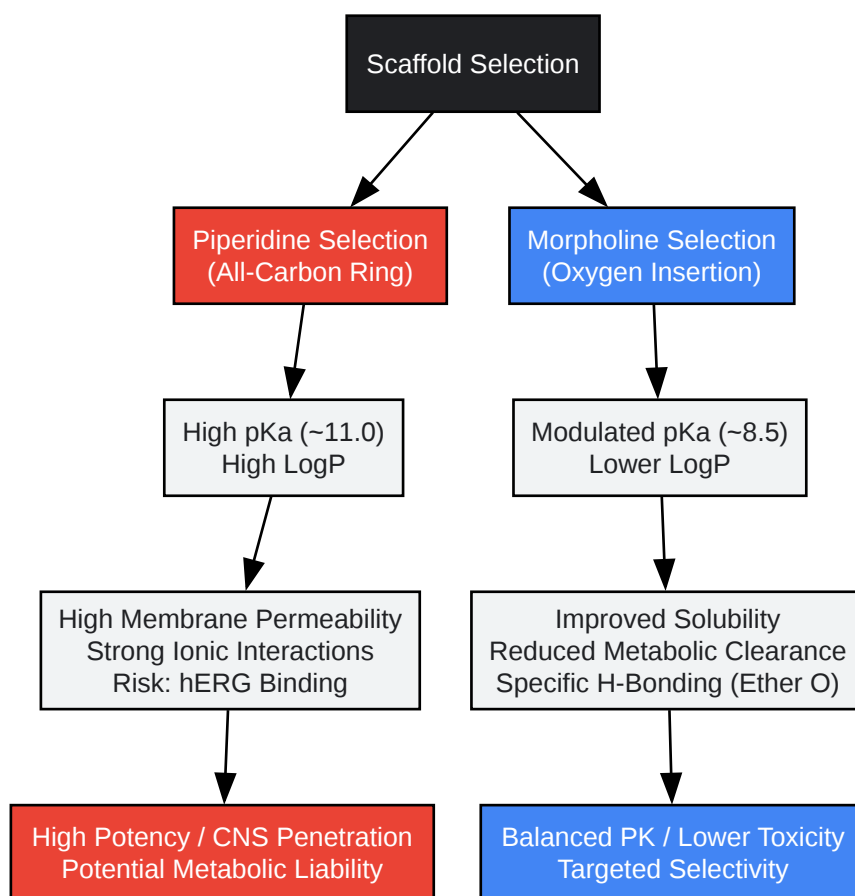 Scaffold Selection
Piperidine Selection
(All-Carbon Ring)
Morpholine Selection
(Oxygen Insertion)
High pKa (~11.0)
High LogP
Modulated pKa (~8.5)
Lower LogP
High Membrane Permeability
Strong Ionic Interactions
Risk: hERG Binding
Improved Solubility
Reduced Metabolic Clearance
Specific H-Bonding (Ether O)
High Potency / CNS Penetration
Potential Metabolic Liability
Balanced PK / Lower Toxicity
Targeted Selectivity